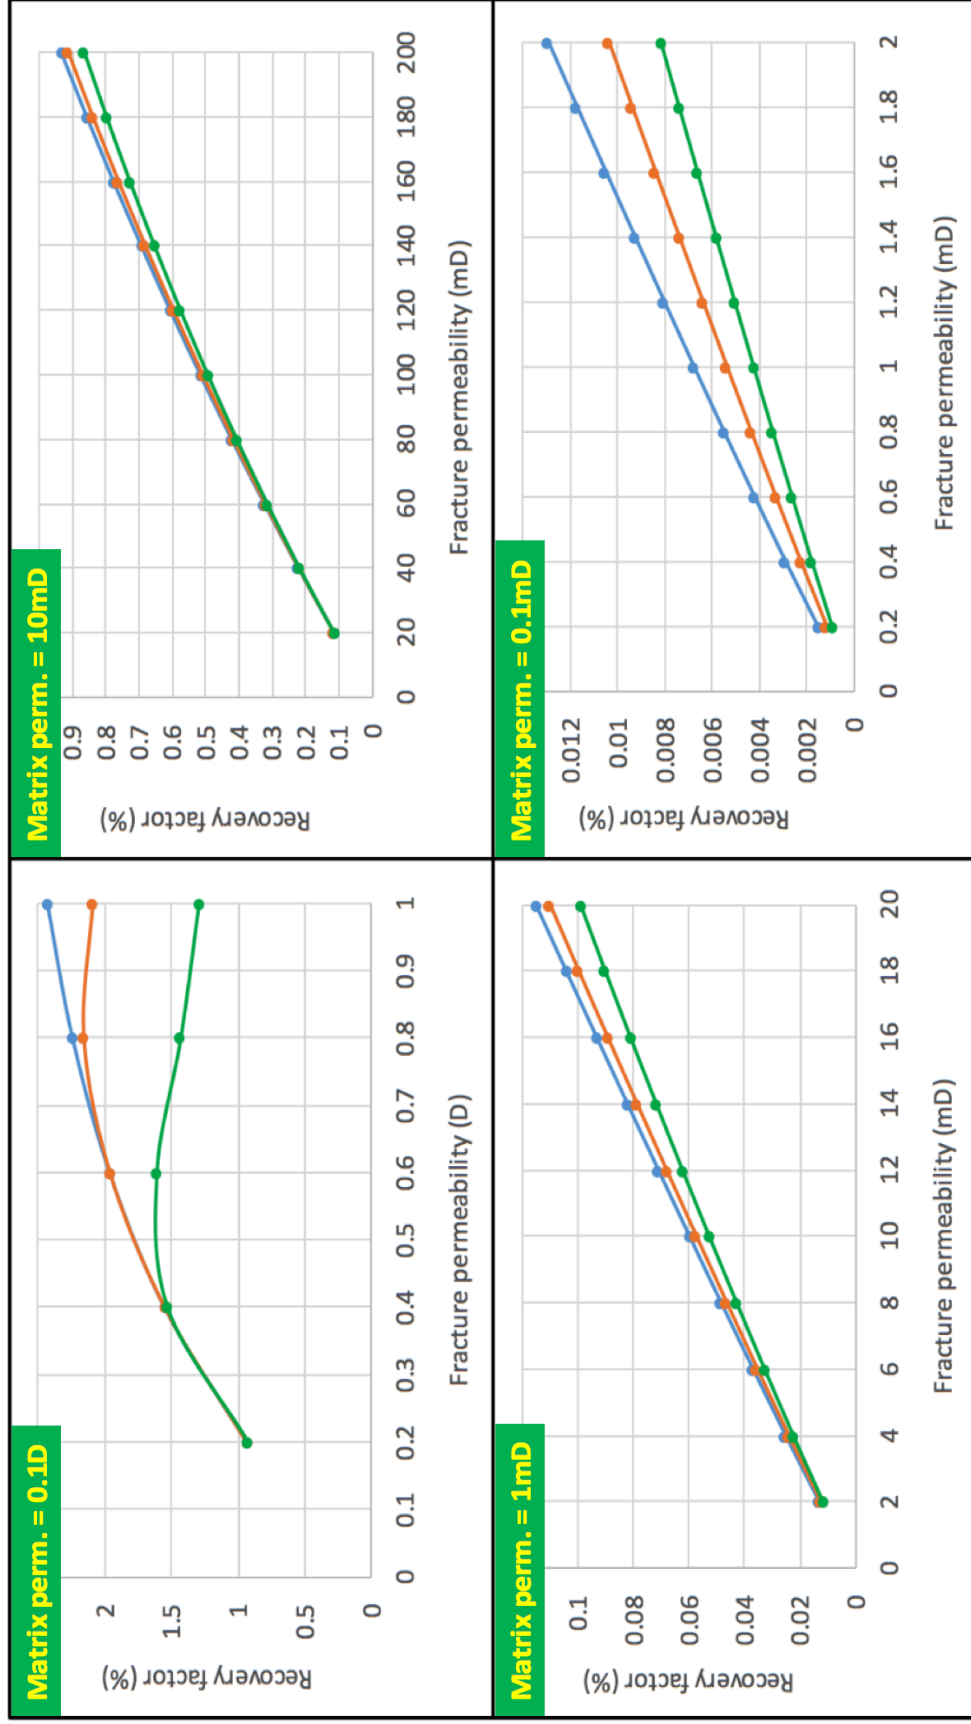 Matrix perm. = 0.1D
Recovery factor (%)
2
1.5
1
0.5
0
0 0.1 0.2 0.3 0.4 0.5 0.6 0.7 0.8 0.9 1
Fracture permeability (D)
Matrix perm. = 10mD
Recovery factor (%)
0.9
0.8
0.7
0.6
0.5
0.4
0.3
0.2
0.1
0
0 20 40 60 80 100 120 140 160 180 200
Fracture permeability (mD)
Matrix perm. = 1mD
Recovery factor (%)
0.1
0.08
0.06
0.04
0.02
0
0 2 4 6 8 10 12 14 16 18 20
Fracture permeability (mD)
Matrix perm. = 0.1mD
Recovery factor (%)
0.012
0.01
0.008
0.006
0.004
0.002
0
0 0.2 0.4 0.6 0.8 1 1.2 1.4 1.6 1.8 2
Fracture permeability (mD)